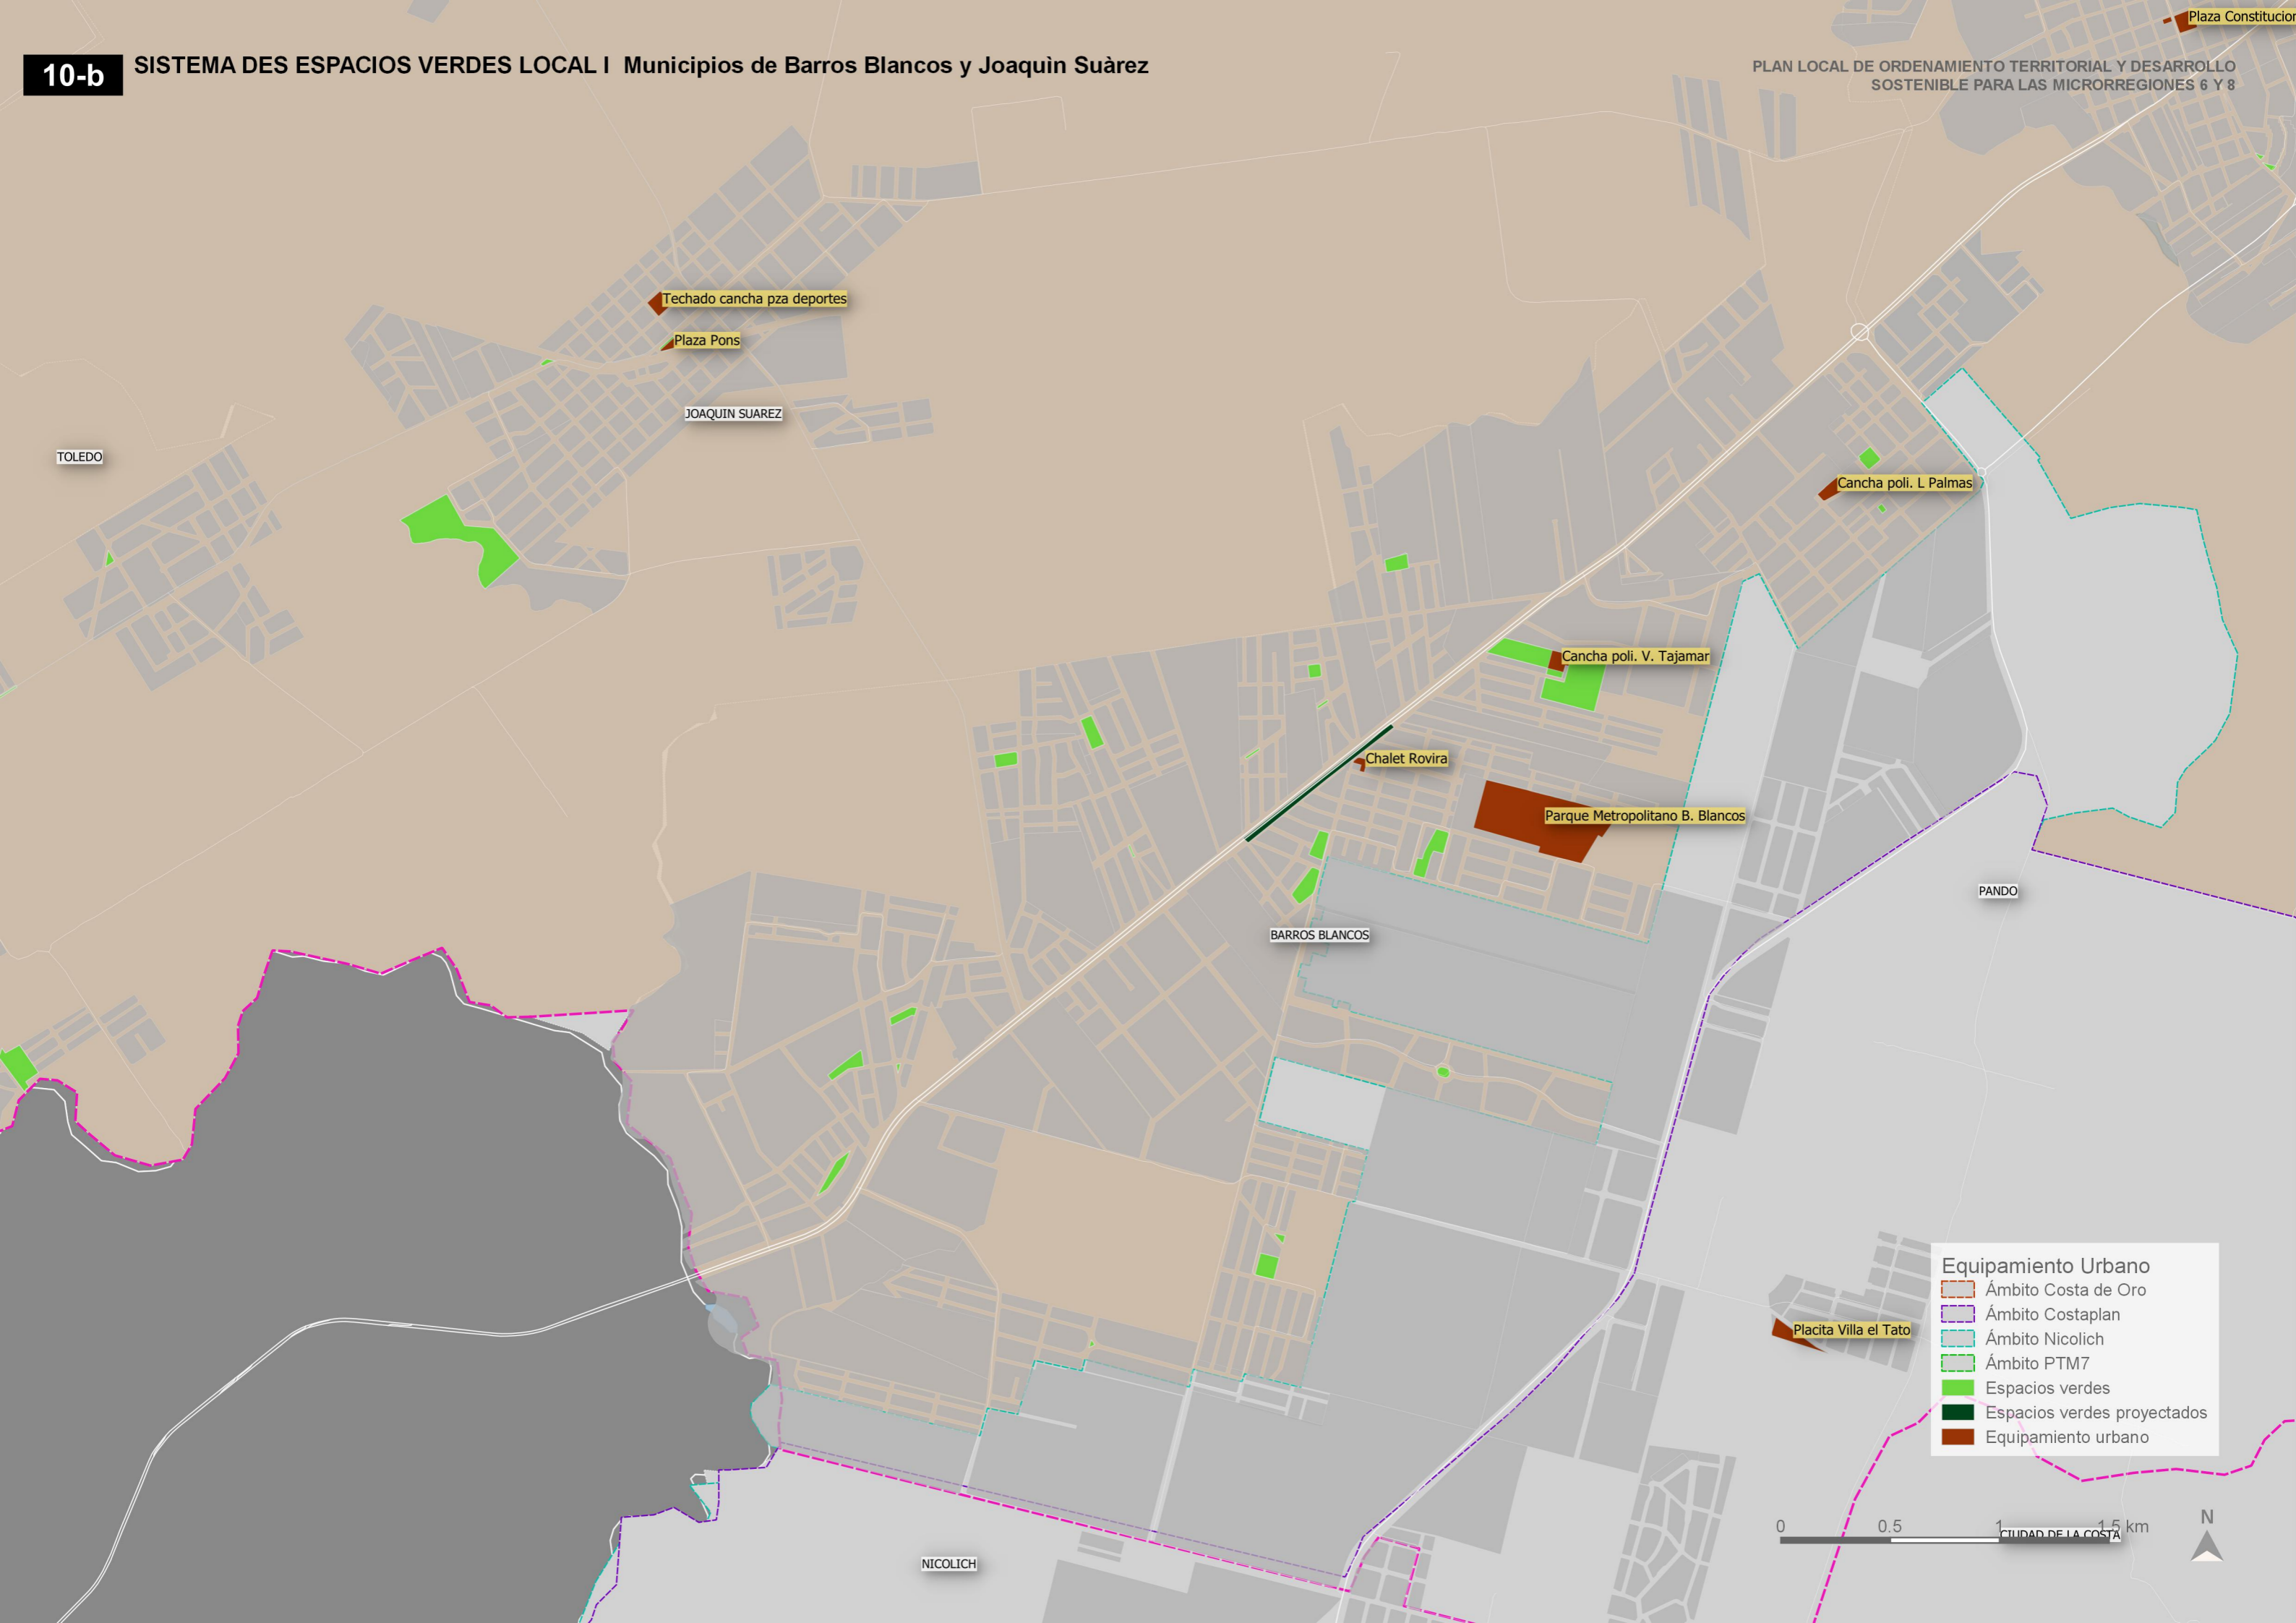 10-b
SISTEMA DES ESPACIOS VERDES LOCAL I Municipios de Barros Blancos y Joaquìn Suàrez
Plaza Constitucion
PLAN LOCAL DE ORDENAMIENTO TERRITORIAL Y DESARROLLO
SOSTENIBLE PARA LAS MICRORREGIONES 6 Y 8
Techado cancha pza deportes
Plaza Pons
JOAQUIN SUAREZ
TOLEDO
Cancha poli. L Palmas
Cancha poli. V. Tajamar
Chalet Rovira
Parque Metropolitano B. Blancos
PANDO
BARROS BLANCOS
Placita Villa el Tato
Equipamiento Urbano
Ámbito Costa de Oro
Ámbito Costaplan
Ámbito Nicolich
Ámbito PTM7
Espacios verdes
Espacios verdes proyectados
Equipamiento urbano
N
0 0.5 1 1.5 km
CIUDAD DE LA COSTA
NICOLICH